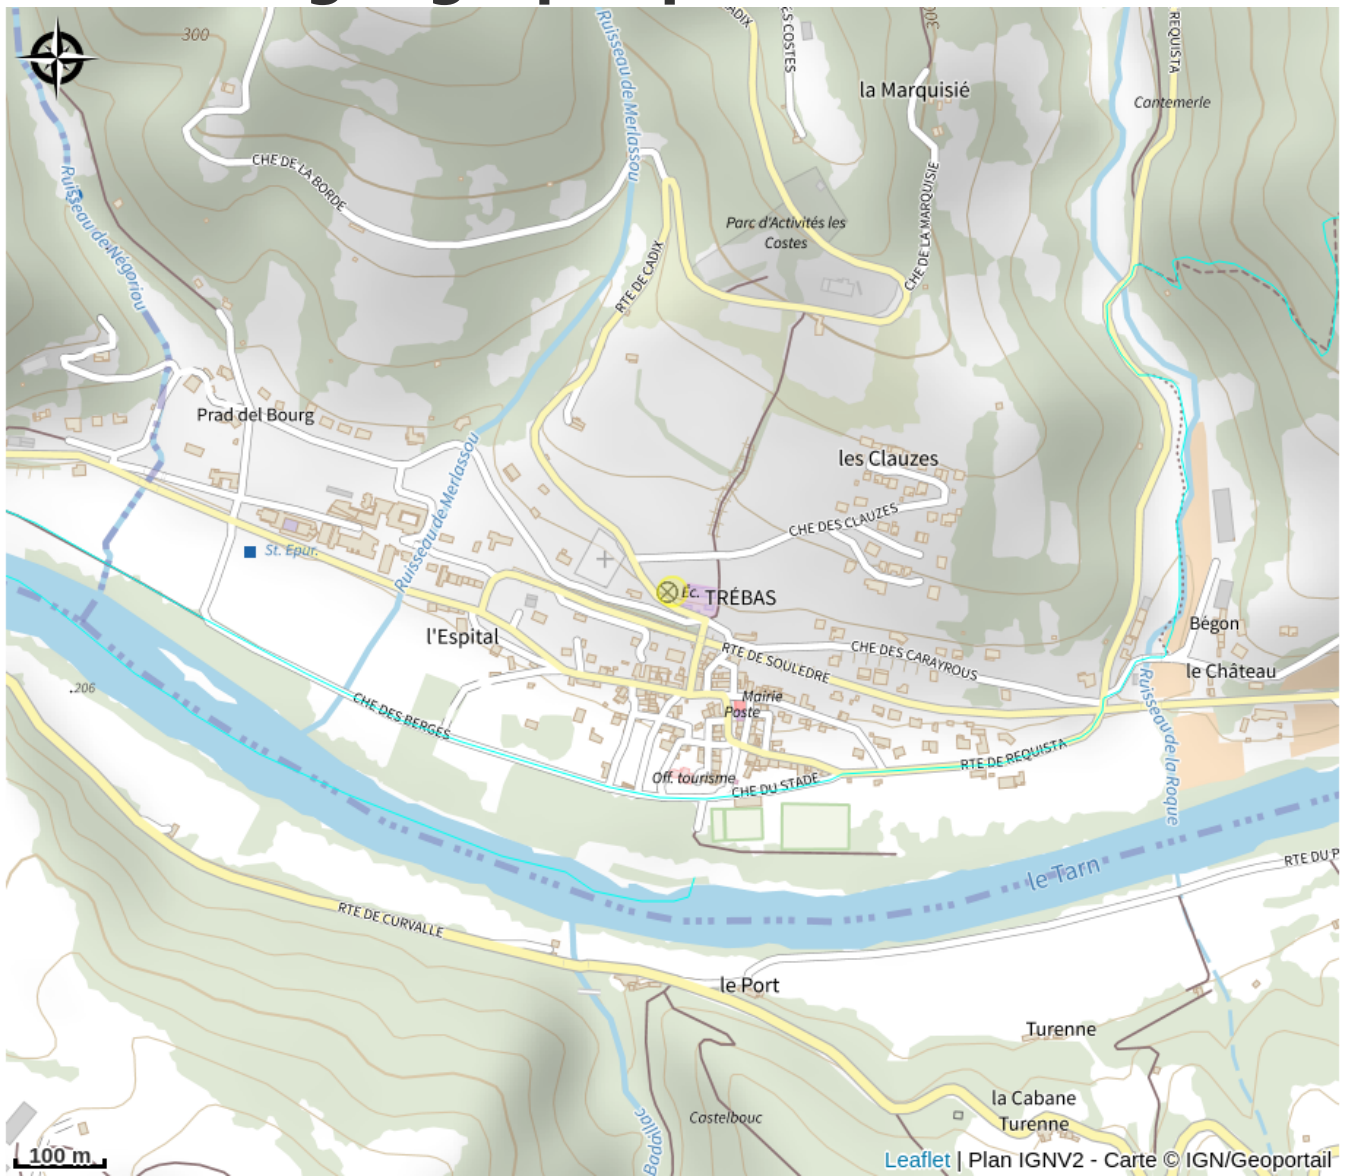 300
Ruisseau de Merlasson
CADIX
S COSTES
300
REQUISTA
la Marquisié
Cantemerle
CHE DE LA BORDE
Ruisseau de Négoriou
Parc d'Activités les
Costes
CHE DE LA MARQUISIE
RTE DE CADIX
Prad del Bourg
les Clauzes
CHE DES CLAUZES
Ruisseau de Merlassou
St. Epur.
Éc.
TRÉBAS
l'Espital
Bégon
le Château
CHE DES CARAYROUS
RTE DE SOULEDRE
.206
CHE DES BERGES
Mairie
Poste
Ruisseau de la Roque
RTE DE REQUISTA
Off. tourisme
CHE DU STADE
le Tarn
RTE DU P
RTE DE CURVALLE
le Port
Turenne
la Cabane
Turenne
Castelbouc
100 m
Leaflet | Plan IGNV2 - Carte © IGN/Geoportail